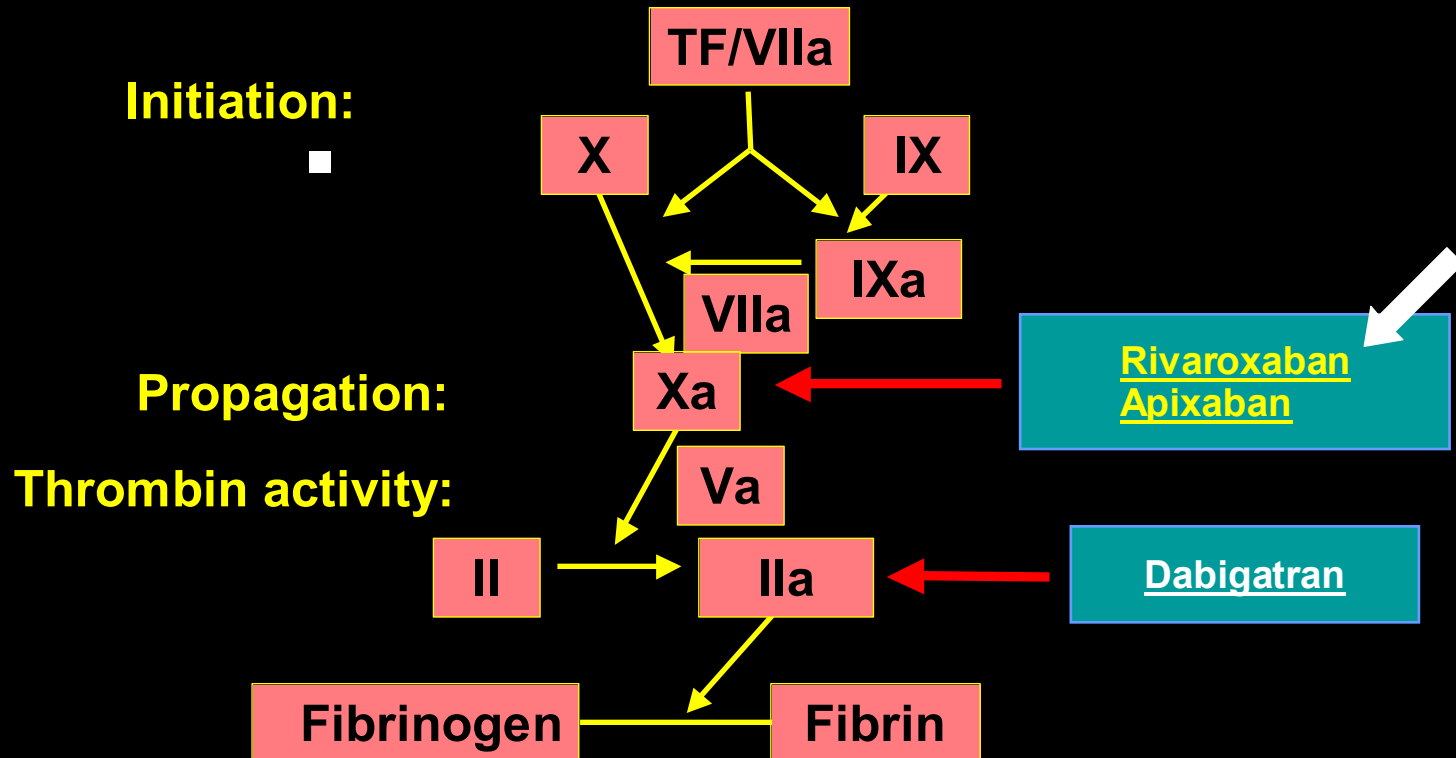 TF/VIIa
Initiation:
X
IX
IXa
VIIa
Rivaroxaban
Apixaban
Propagation:
Xa
Thrombin activity:
Va
II
IIa
Dabigatran
Fibrinogen
Fibrin